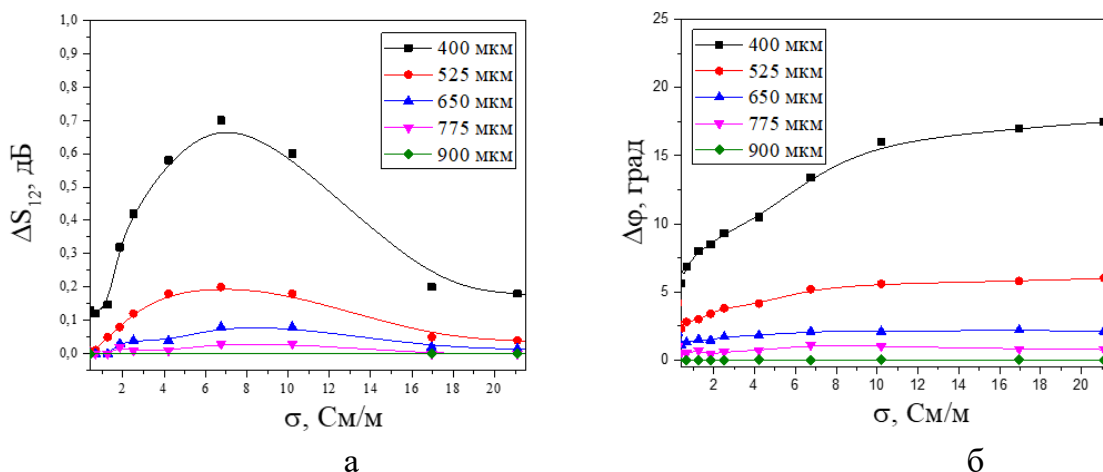 1,0
0,9
0,8
0,7
0,6
0,5
0,4
0,3
0,2
0,1
0,0
ΔS12, дБ
400 мкм
525 мкм
650 мкм
775 мкм
900 мкм
2 4 6 8 10 12 14 16 18 20
σ, См/м
а
25
20
15
10
5
0
Δφ, град
400 мкм
525 мкм
650 мкм
775 мкм
900 мкм
2 4 6 8 10 12 14 16 18 20
σ, См/м
б